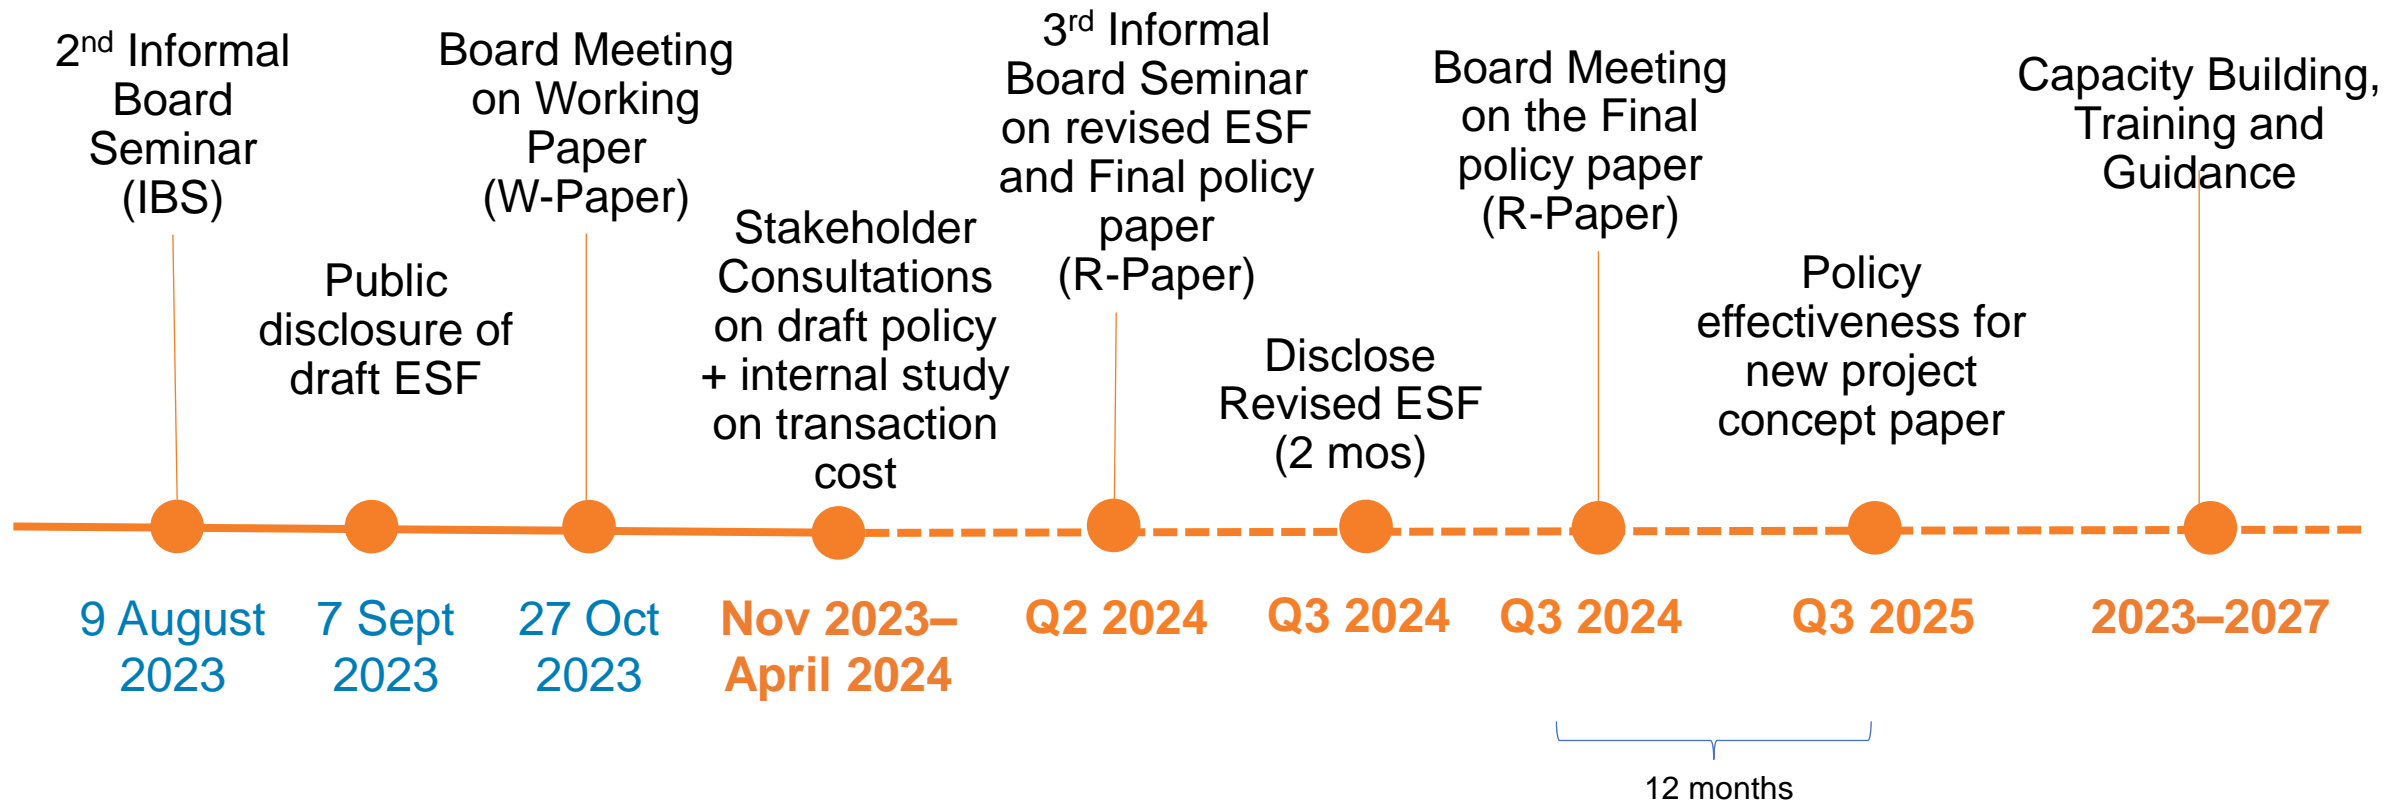 2nd Informal
Board
Seminar
(IBS)
Public
disclosure of
draft ESF
Board Meeting
on Working
Paper
(W-Paper)
Stakeholder
Consultations
on draft policy
+ internal study
on transaction
cost
3rd Informal
Board Seminar
on revised ESF
and Final policy
paper
(R-Paper)
Disclose
Revised ESF
(2 mos)
Board Meeting
on the Final
policy paper
(R-Paper)
Policy
effectiveness for
new project
concept paper
Capacity Building,
Training and
Guidance
9 August
2023
7 Sept
2023
27 Oct
2023
Nov 2023–
April 2024
Q2 2024
Q3 2024
Q3 2024
Q3 2025
2023–2027
12 months